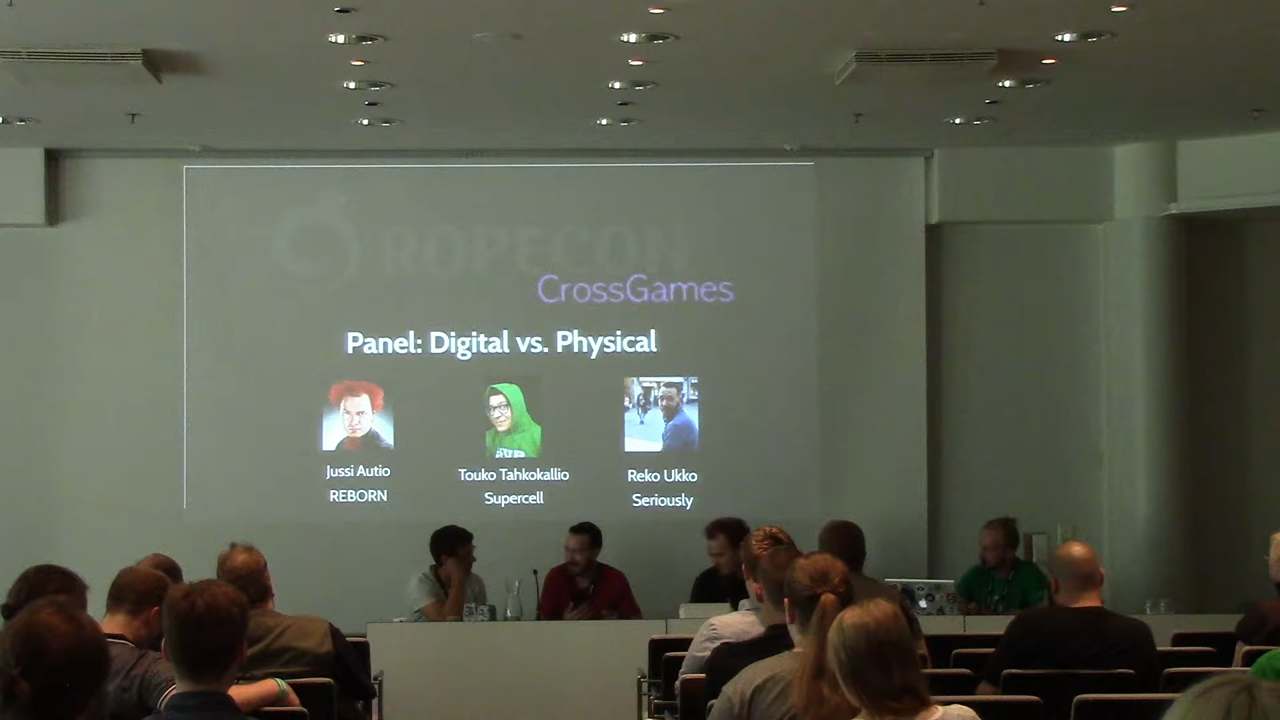 ROPECON
CrossGames
Panel: Digital vs. Physical
Jussi Autio
REBORN
Touko Tahkokallio
Supercell
Reko Ukko
Seriously